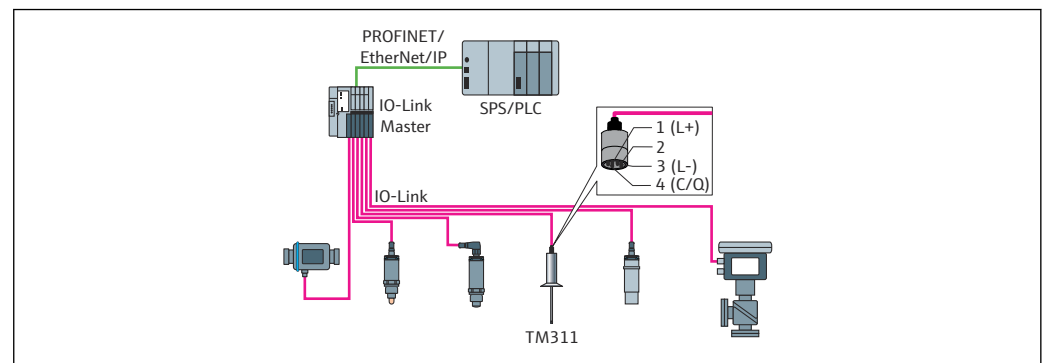 PROFINET/
EtherNet/IP
SPS/PLC
IO-Link
Master
1 (L+)
2
3 (L-)
4 (C/Q)
IO-Link
TM311